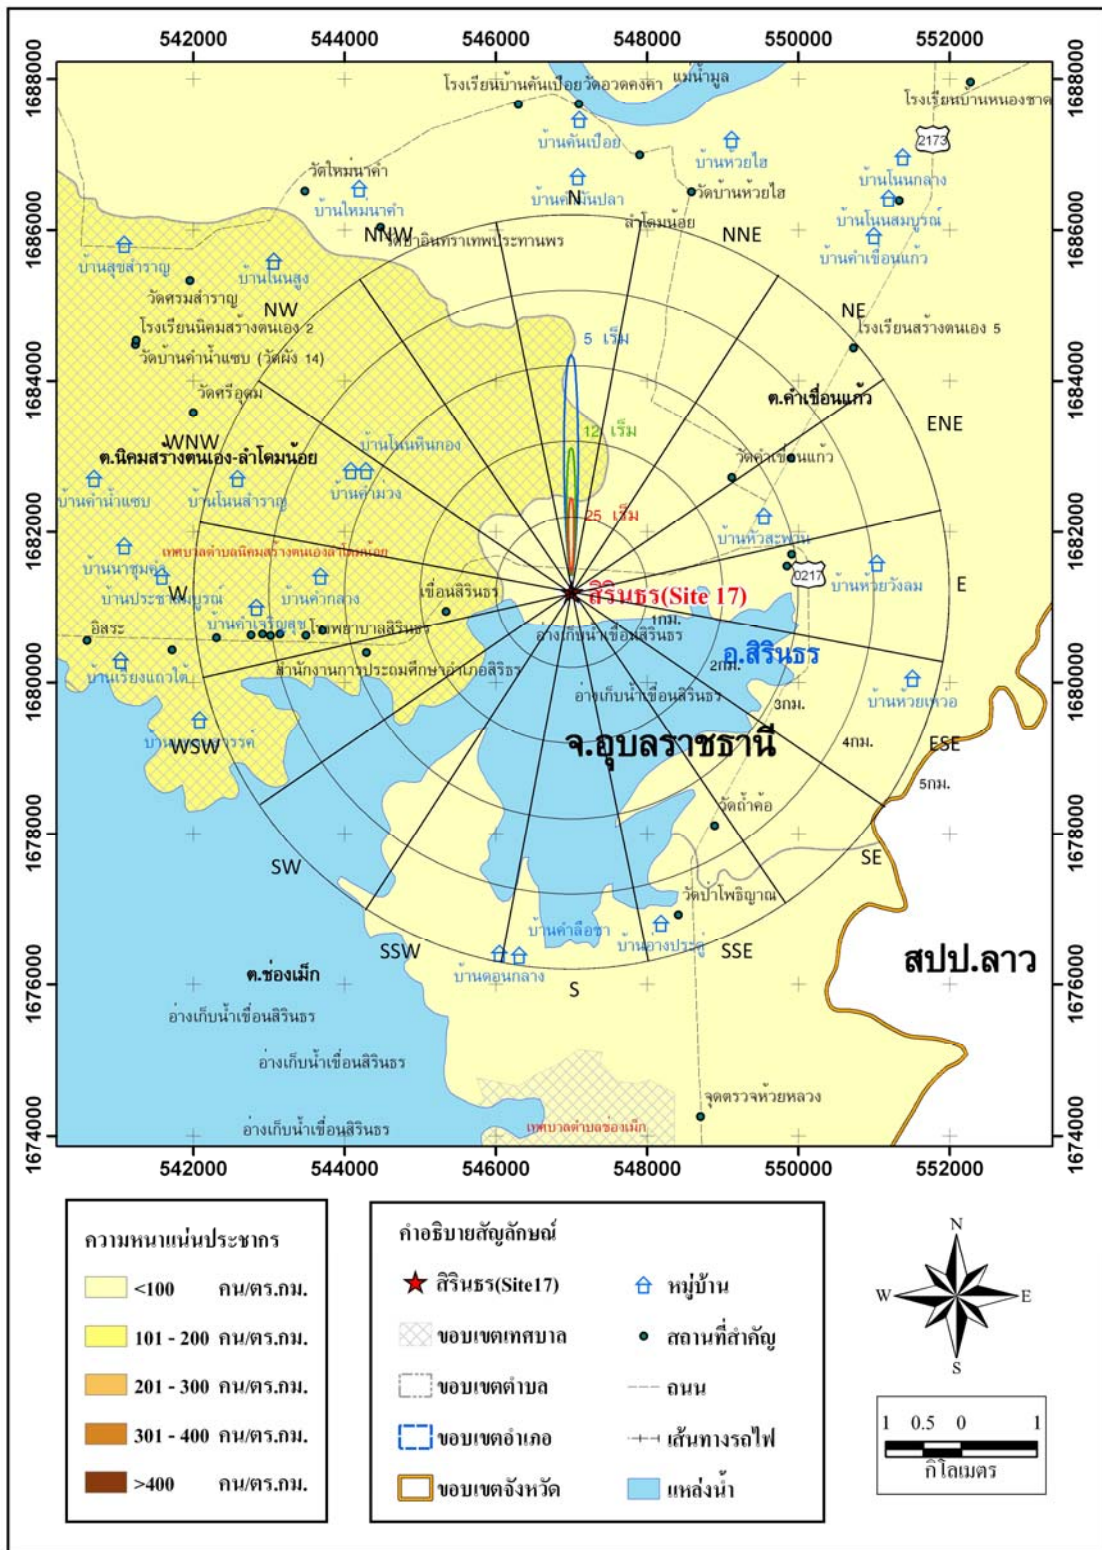 542000 544000 546000 548000 550000 552000
1688000
1688000
โรงเรียนบ้านคันเปือยวัดอวดคงคา
แม่น้ำมูล
โรงเรียนบ้านหนองชาด
2173
บ้านคันเปือย
บ้านห้วยไฮ
บ้านโนนกลาง
วัดใหม่นาคำ
บ้านใหม่นาคำ
วัดบ้านห้วยไฮ
บ้านโนนสมบูรณ์
N
ลำโดมน้อย
1686000
1686000
NNW
วัดป่าอินทราเทพประทานพร
NNE
บ้านคำเขื่อนแก้ว
บ้านสุขสำราญ
บ้านโนนสูง
วัดศรมสำราญ
NW
NE
โรงเรียนนิคมสร้างตนเอง 2
โรงเรียนสร้างตนเอง 5
5 เร็ม
วัดบ้านคำน้ำแซบ (วัดผัง 14)
1684000
1684000
วัดศรีอุดม
ต.คำเขื่อนแก้ว
ENE
WNW
บ้านโนนหินกอง
12 เร็ม
ต.นิคมสร้างตนเอง-ลำโดมน้อย
วัดคำเขื่อนแก้ว
บ้านคำน้ำแซบ
บ้านโนนสำราญ
บ้านคำม่วง
25 เร็ม
บ้านหัวสะพาน
1682000
1682000
บ้านนาชุมคำ
เทศบาลตำบลนิคมสร้างตนเองลำโดมน้อย
0217
บ้านห้วยวังลม
E
W
บ้านประชาสมบูรณ์
บ้านคำกลาง
เขื่อนสิรินธร
สิรินธร(Site 17)
1กม.
อิสระ
บ้านคำเจริญสุข
โรงพยาบาลสิรินธร
อ่างเก็บน้ำเขื่อนสิรินธร
อ.สิรินธร
2กม.
บ้านเรียงแถวใต้
สำนักงานการประถมศึกษาอำเภอสิริธร
อ่างเก็บน้ำเขื่อนสิรินธร
3กม.
บ้านห้วยเหว่อ
1680000
1680000
WSW
จ.อุบลราชธานี
4กม.
ESE
5กม.
วัดถ้ำค้อ
1678000
1678000
SW
SE
วัดป่าโพธิญาณ
บ้านคำลือชา
บ้านอ่างประดู่
SSW
SSE
บ้านดอนกลาง
สปป.ลาว
ต.ช่องเม็ก
S
1676000
1676000
อ่างเก็บน้ำเขื่อนสิรินธร
อ่างเก็บน้ำเขื่อนสิรินธร
จุดตรวจห้วยหลวง
อ่างเก็บน้ำเขื่อนสิรินธร
เทศบาลตำบลช่องเม็ก
1674000
1674000
542000 544000 546000 548000 550000 552000
ความหนาแน่นประชากร
<100 คน/ตร.กม.
101 - 200 คน/ตร.กม.
201 - 300 คน/ตร.กม.
301 - 400 คน/ตร.กม.
>400 คน/ตร.กม.
คำอธิบายสัญลักษณ์
สิรินธร(Site17)
หมู่บ้าน
ขอบเขตเทศบาล
สถานที่สำคัญ
ขอบเขตตำบล
ถนน
ขอบเขตอำเภอ
เส้นทางรถไฟ
ขอบเขตจังหวัด
แหล่งน้ำ
N
W E
S
1 0.5 0 1
กิโลเมตร